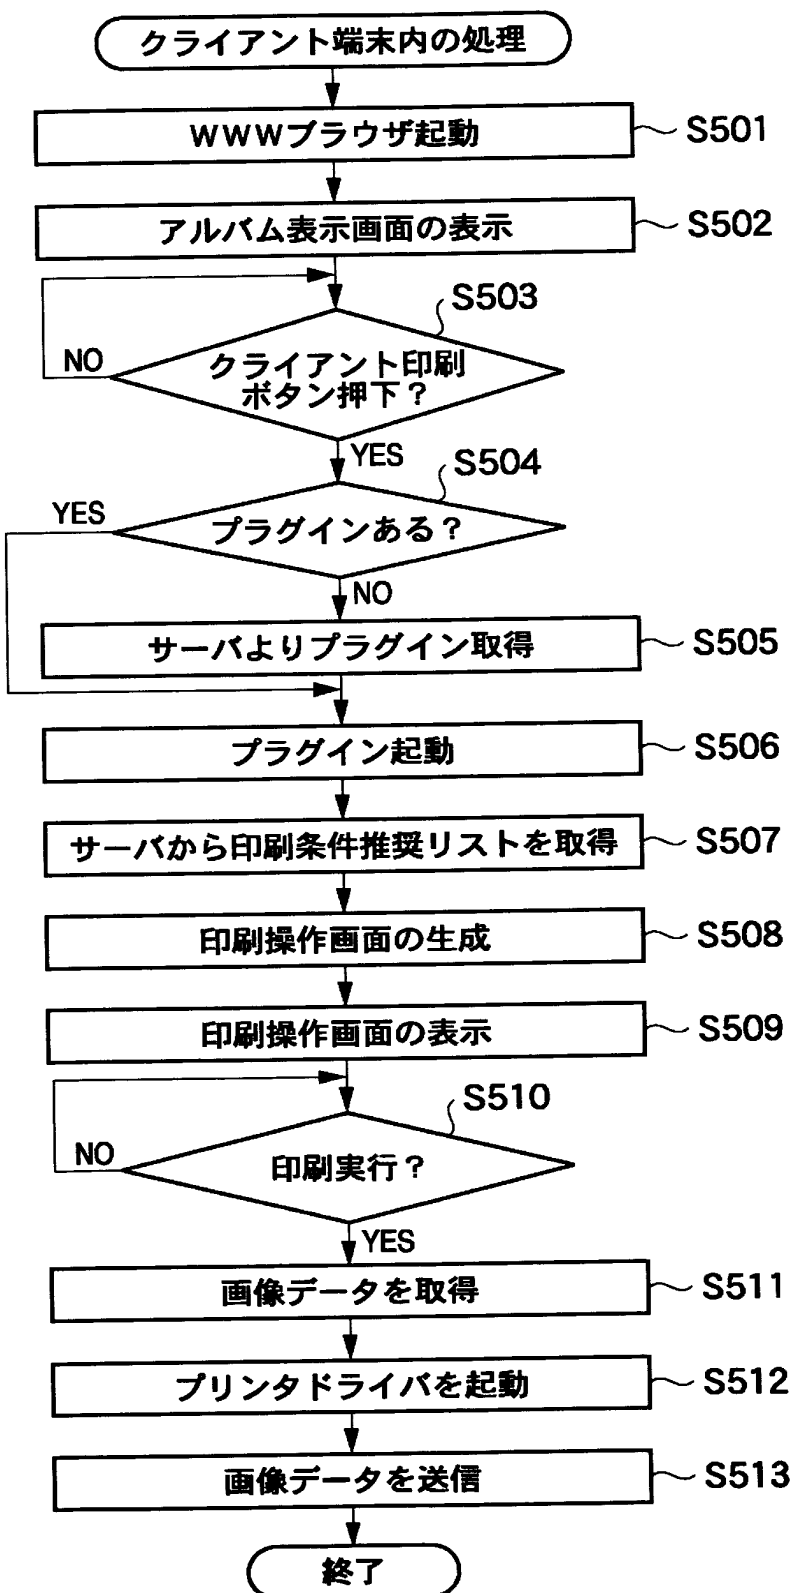 クライアント端末内の処理
WWWブラウザ起動
S501
アルバム表示画面の表示
S502
S503
NO
クライアント印刷
ボタン押下?
YES
S504
YES
プラグインある?
NO
サーバよりプラグイン取得
S505
プラグイン起動
S506
サーバから印刷条件推奨リストを取得
S507
印刷操作画面の生成
S508
印刷操作画面の表示
S509
S510
NO
印刷実行?
YES
画像データを取得
S511
プリンタドライバを起動
S512
画像データを送信
S513
終了